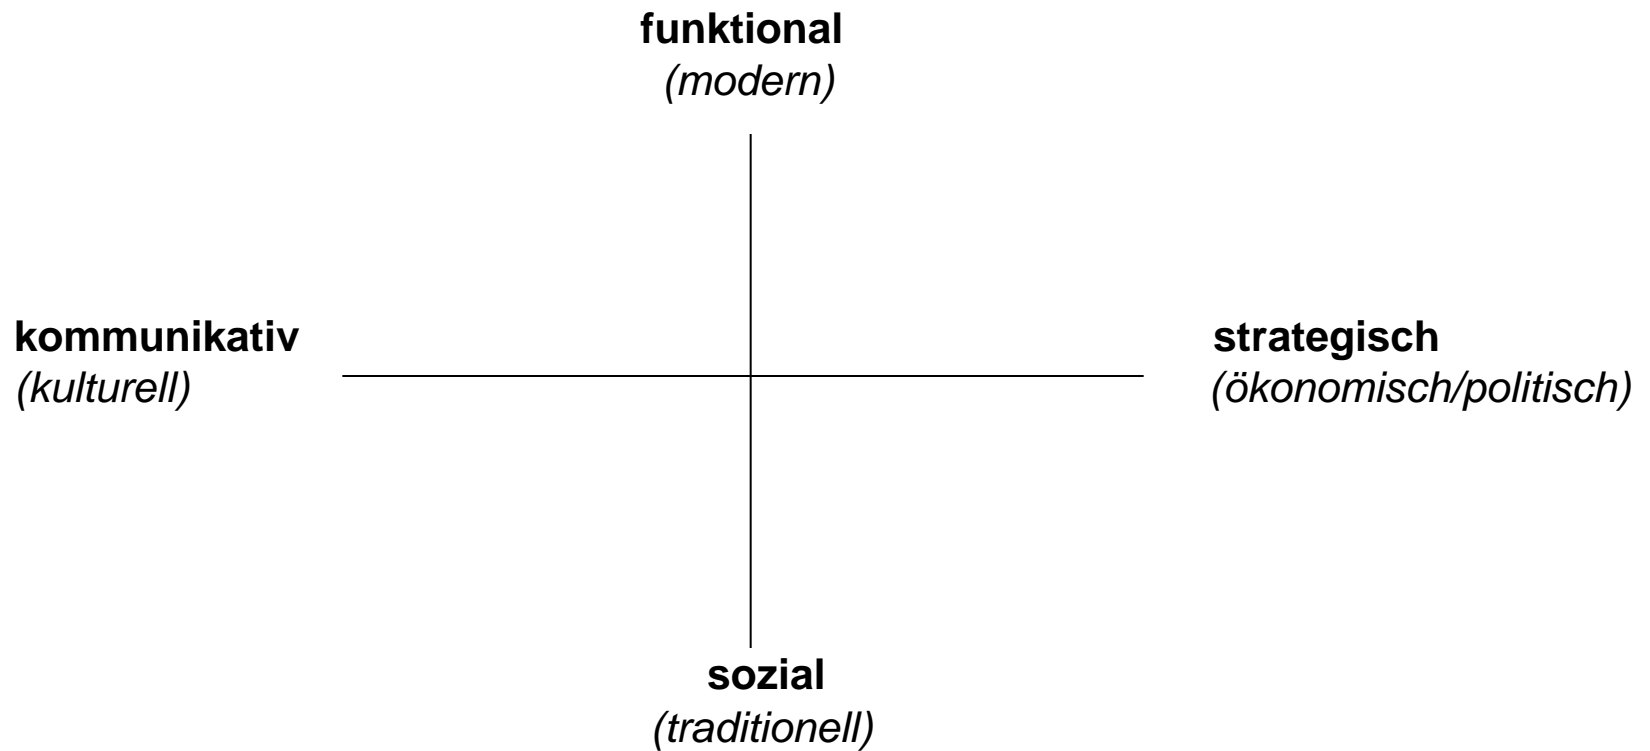 funktional
(modern)
kommunikativ
(kulturell)
strategisch
(ökonomisch/politisch)
sozial
(traditionell)